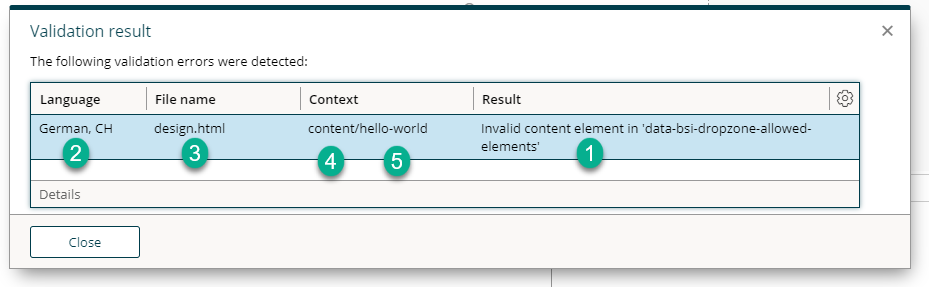 Validation result
The following validation errors were detected:
Language File name Context Result
German, CH design.html content/hello-world Invalid content element in 'data-bsi-dropzone-allowed-
elements'
2 3 4 5 1
Details
Close